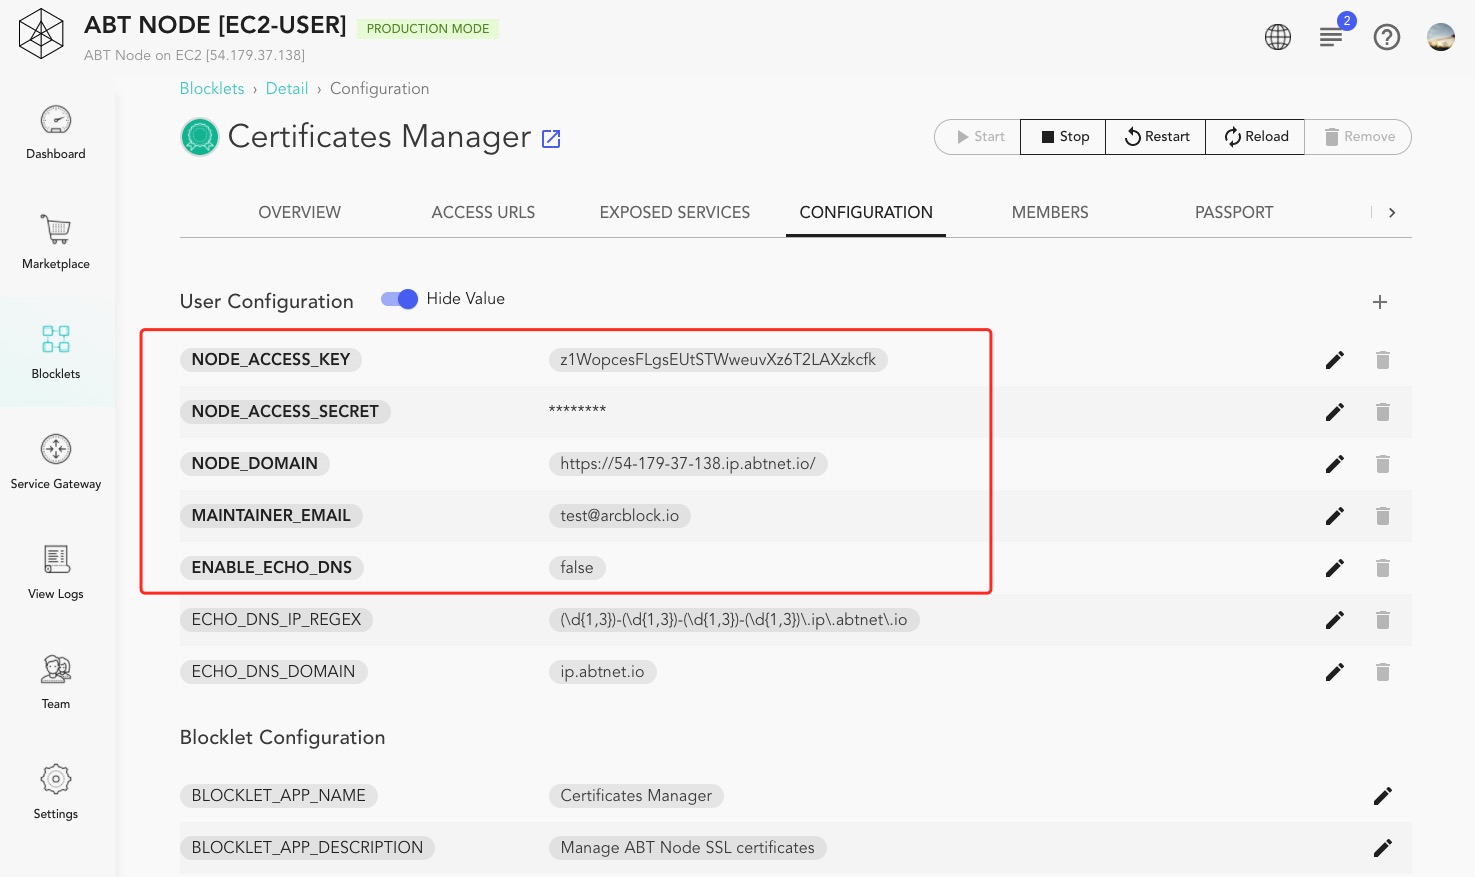 ABT NODE [EC2-USER] PRODUCTION MODE
ABT Node on EC2 [54.179.37.138]
2
Blocklets › Detail › Configuration
Certificates Manager
Start Stop Restart Reload Remove
OVERVIEW ACCESS URLS EXPOSED SERVICES CONFIGURATION MEMBERS PASSPORT
User Configuration Hide Value
NODE_ACCESS_KEY z1WopcesFLgsEUtSTWweuvXz6T2LAXzkcfk
NODE_ACCESS_SECRET ********
NODE_DOMAIN https://54-179-37-138.ip.abtnet.io/
MAINTAINER_EMAIL test@arcblock.io
ENABLE_ECHO_DNS false
ECHO_DNS_IP_REGEX (\d{1,3})-(\d{1,3})-(\d{1,3})-(\d{1,3})\.ip\.abtnet\.io
ECHO_DNS_DOMAIN ip.abtnet.io
Blocklet Configuration
BLOCKLET_APP_NAME Certificates Manager
BLOCKLET_APP_DESCRIPTION Manage ABT Node SSL certificates
Dashboard
Marketplace
Blocklets
Service Gateway
View Logs
Team
Settings